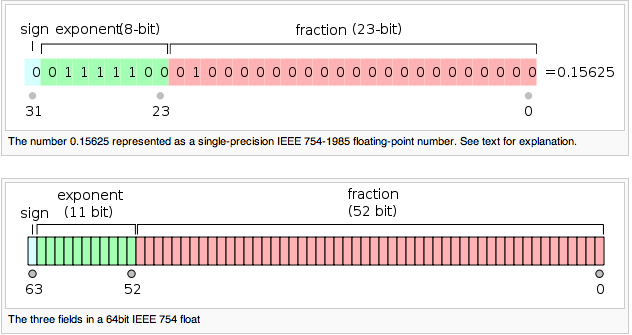 sign exponent(8-bit) fraction (23-bit)
0 0 1 1 1 1 1 0 0 0 1 0 0 0 0 0 0 0 0 0 0 0 0 0 0 0 0 0 0 0 0 0 =0.15625
31 23 0
The number 0.15625 represented as a single-precision IEEE 754-1985 floating-point number. See text for explanation.
exponent fraction
sign (11 bit) (52 bit)
63 52 0
The three fields in a 64bit IEEE 754 float